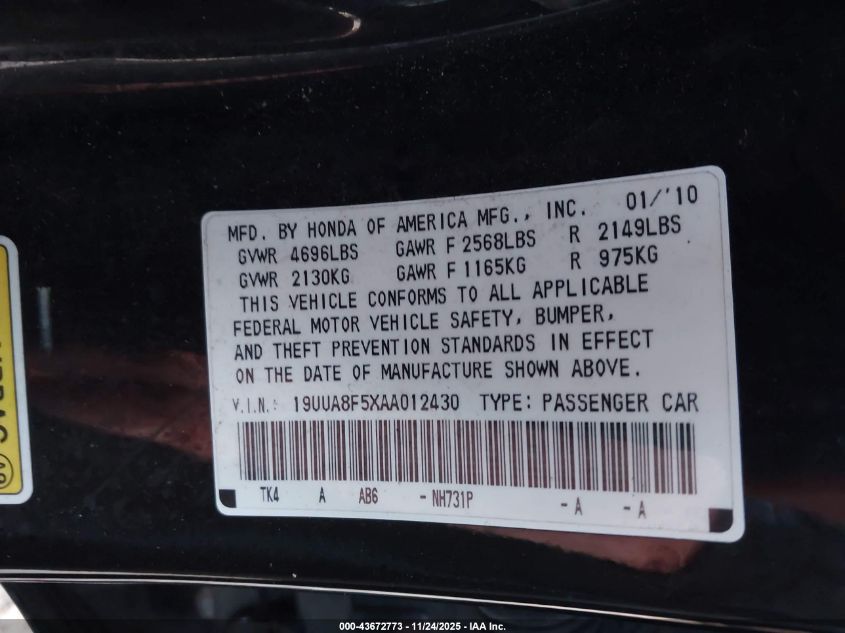 MFD. BY HONDA OF AMERICA MFG., INC. 01/'10
GVWR 4696LBS GAWR F 2568LBS R 2149LBS
GVWR 2130KG GAWR F 1165KG R 975KG
THIS VEHICLE CONFORMS TO ALL APPLICABLE
FEDERAL MOTOR VEHICLE SAFETY, BUMPER,
AND THEFT PREVENTION STANDARDS IN EFFECT
ON THE DATE OF MANUFACTURE SHOWN ABOVE.
V.I.N.: 19UUA8F5XAA012430 TYPE: PASSENGER CAR
TK4 A AB6 -NH731P -A -A
000-43672773 - 11/24/2025 - IAA Inc.